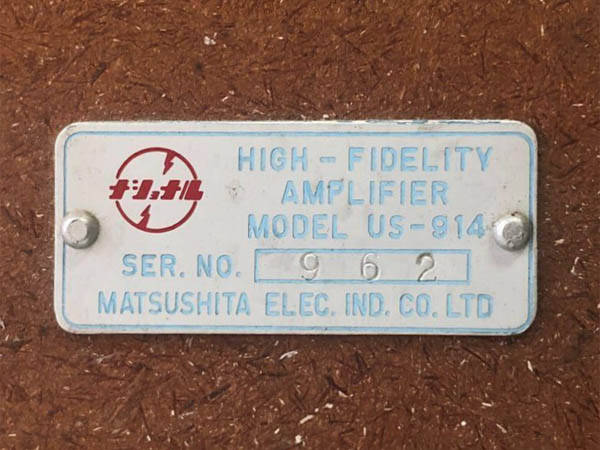 ナショナル
HIGH-FIDELITY
AMPLIFIER
MODEL US-914
SER. NO. 962
MATSUSHITA ELEC. IND. CO. LTD